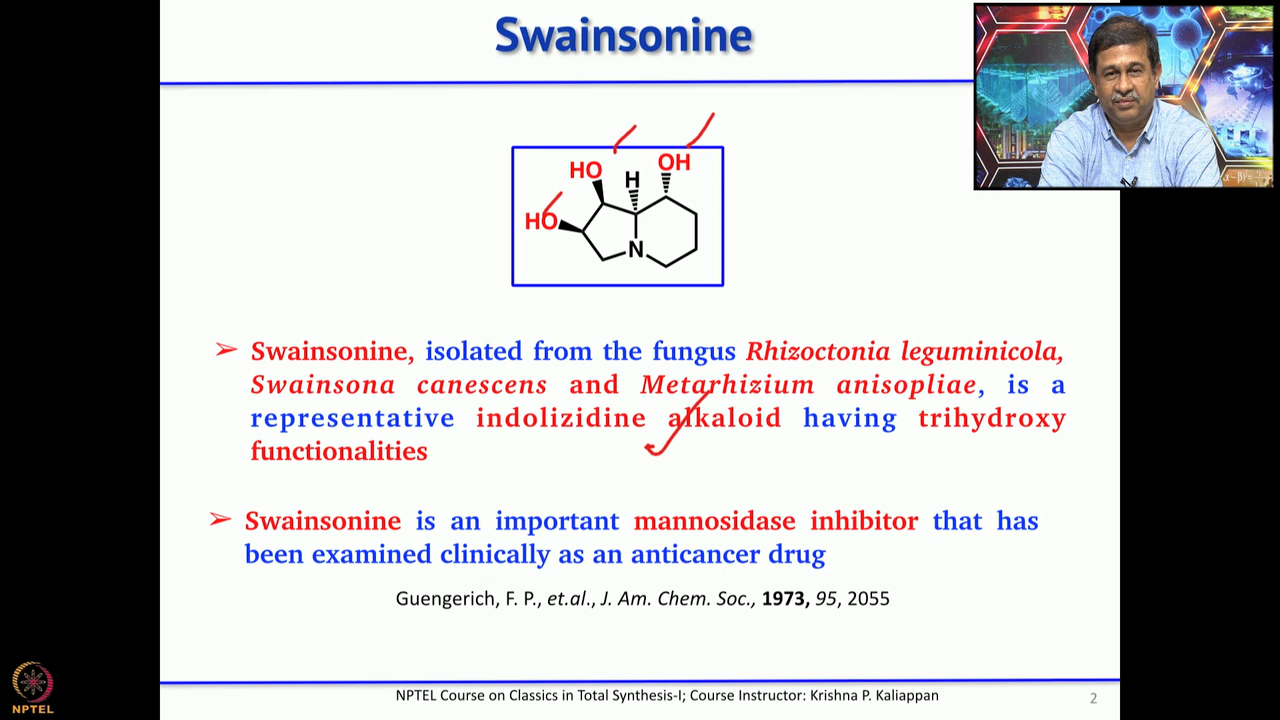 Swainsonine
HO
OH
H
HO
N
➢ Swainsonine, isolated from the fungus Rhizoctonia leguminicola,
Swainsona canescens and Metarhizium anisopliae, is a
representative indolizidine alkaloid having trihydroxy
functionalities
➢ Swainsonine is an important mannosidase inhibitor that has
been examined clinically as an anticancer drug
Guengerich, F. P., et.al., J. Am. Chem. Soc., 1973, 95, 2055
NPTEL Course on Classics in Total Synthesis-I; Course Instructor: Krishna P. Kaliappan
2
NPTEL